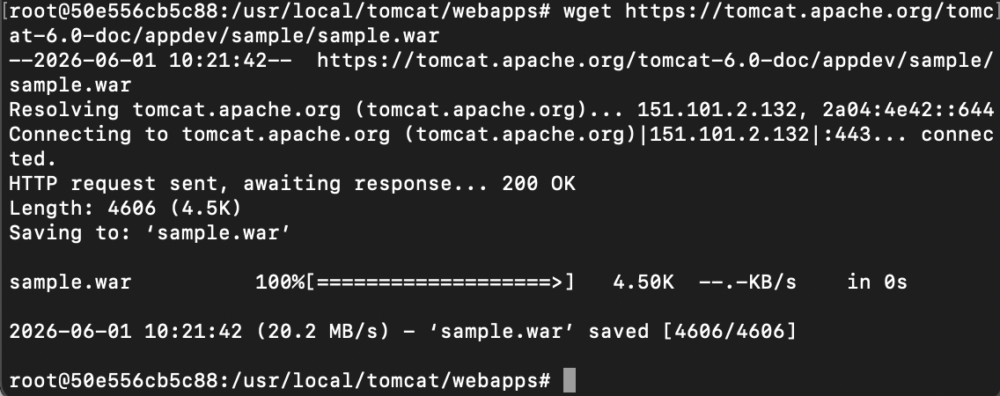 [root@50e556cb5c88:/usr/local/tomcat/webapps# wget https://tomcat.apache.org/tomc]
at-6.0-doc/appdev/sample/sample.war
--2026-06-01 10:21:42--  https://tomcat.apache.org/tomcat-6.0-doc/appdev/sample/
sample.war
Resolving tomcat.apache.org (tomcat.apache.org)... 151.101.2.132, 2a04:4e42::644
Connecting to tomcat.apache.org (tomcat.apache.org)|151.101.2.132|:443... connec
ted.
HTTP request sent, awaiting response... 200 OK
Length: 4606 (4.5K)
Saving to: ‘sample.war’
sample.war          100%[===================>]   4.50K  --.-KB/s    in 0s
2026-06-01 10:21:42 (20.2 MB/s) - ‘sample.war’ saved [4606/4606]
root@50e556cb5c88:/usr/local/tomcat/webapps#